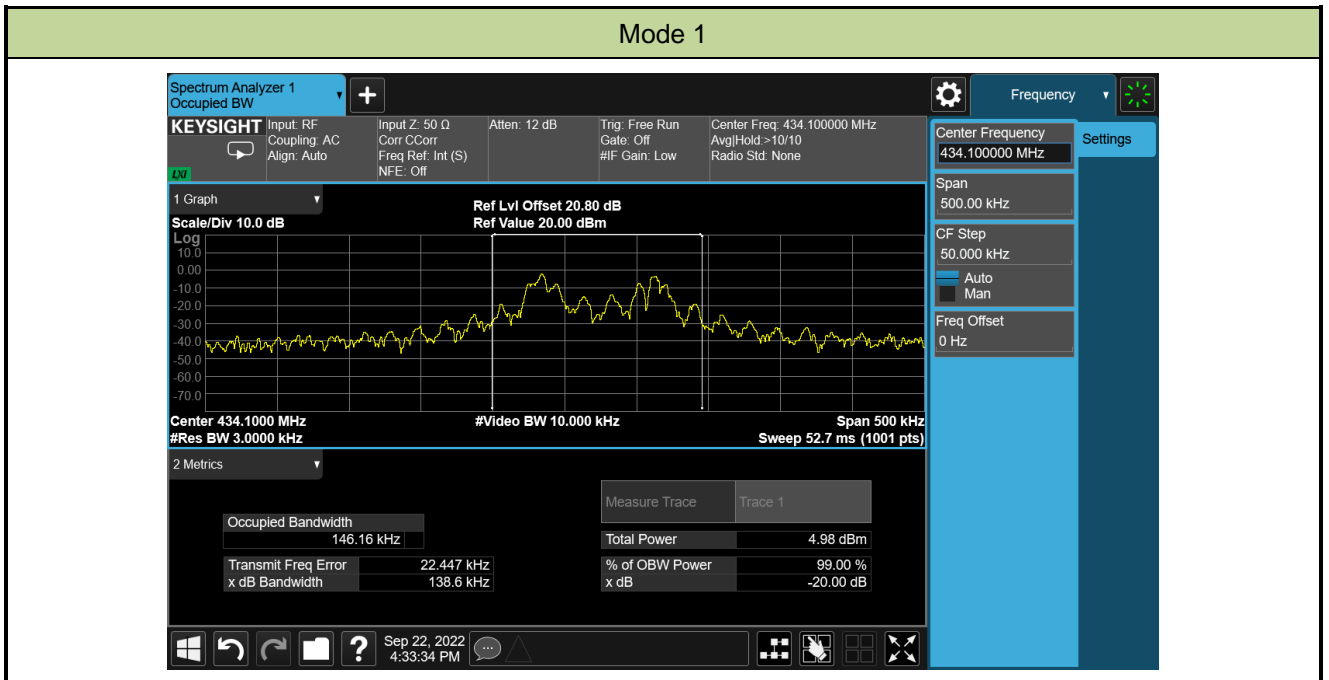 Mode 1
Spectrum Analyzer 1
Occupied BW
Frequency
KEYSIGHT
LXI
Input: RF
Coupling: AC
Align: Auto
Input Z: 50 Ω
Corr CCorr
Freq Ref: Int (S)
NFE: Off
Atten: 12 dB
Trig: Free Run
Gate: Off
#IF Gain: Low
Center Freq: 434.100000 MHz
Avg|Hold:>10/10
Radio Std: None
Center Frequency
434.100000 MHz
Settings
Span
500.00 kHz
CF Step
50.000 kHz
Auto
Man
Freq Offset
0 Hz
1 Graph
Scale/Div 10.0 dB
Ref Lvl Offset 20.80 dB
Ref Value 20.00 dBm
Log
10.0
0.00
-10.0
-20.0
-30.0
-40.0
-50.0
-60.0
-70.0
Center 434.1000 MHz
#Res BW 3.0000 kHz
#Video BW 10.000 kHz
Span 500 kHz
Sweep 52.7 ms (1001 pts)
2 Metrics
Measure Trace Trace 1
Occupied Bandwidth
146.16 kHz
Total Power 4.98 dBm
Transmit Freq Error 22.447 kHz
x dB Bandwidth 138.6 kHz
% of OBW Power 99.00 %
x dB -20.00 dB
?
Sep 22, 2022
4:33:34 PM